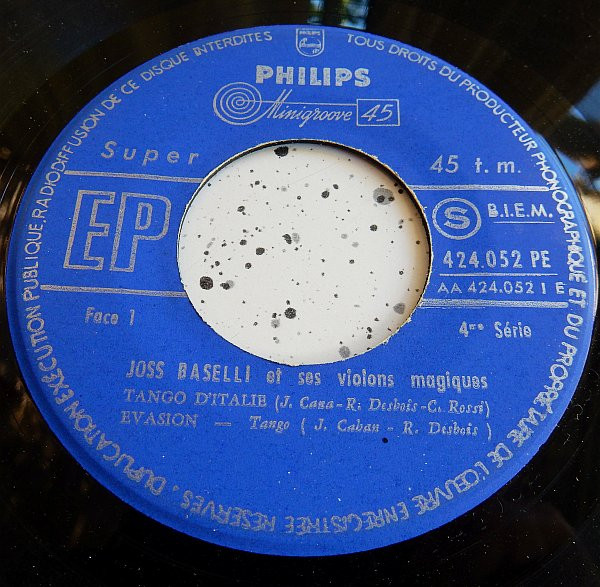 TOUS DROITS DU PRODUCTEUR PHONOGRAPHIQUE ET DU PROPRIÉTAIRE DE L'ŒUVRE ENREGISTRÉE RÉSERVÉS. DUPLICATION EXÉCUTION PUBLIQUE, RADIODIFFUSION DE CE DISQUE INTERDITES
PHILIPS
Minigroove 45
Super
45 t.m.
EP
S B.I.E.M.
424.052 PE
AA 424.052 1 E
Face 1
4me Série
JOSS BASELLI et ses violons magiques
TANGO D'ITALIE (J. Cana-R. Desbois-C. Rossi)
EVASION — Tango (J. Cahan - R. Desbois)